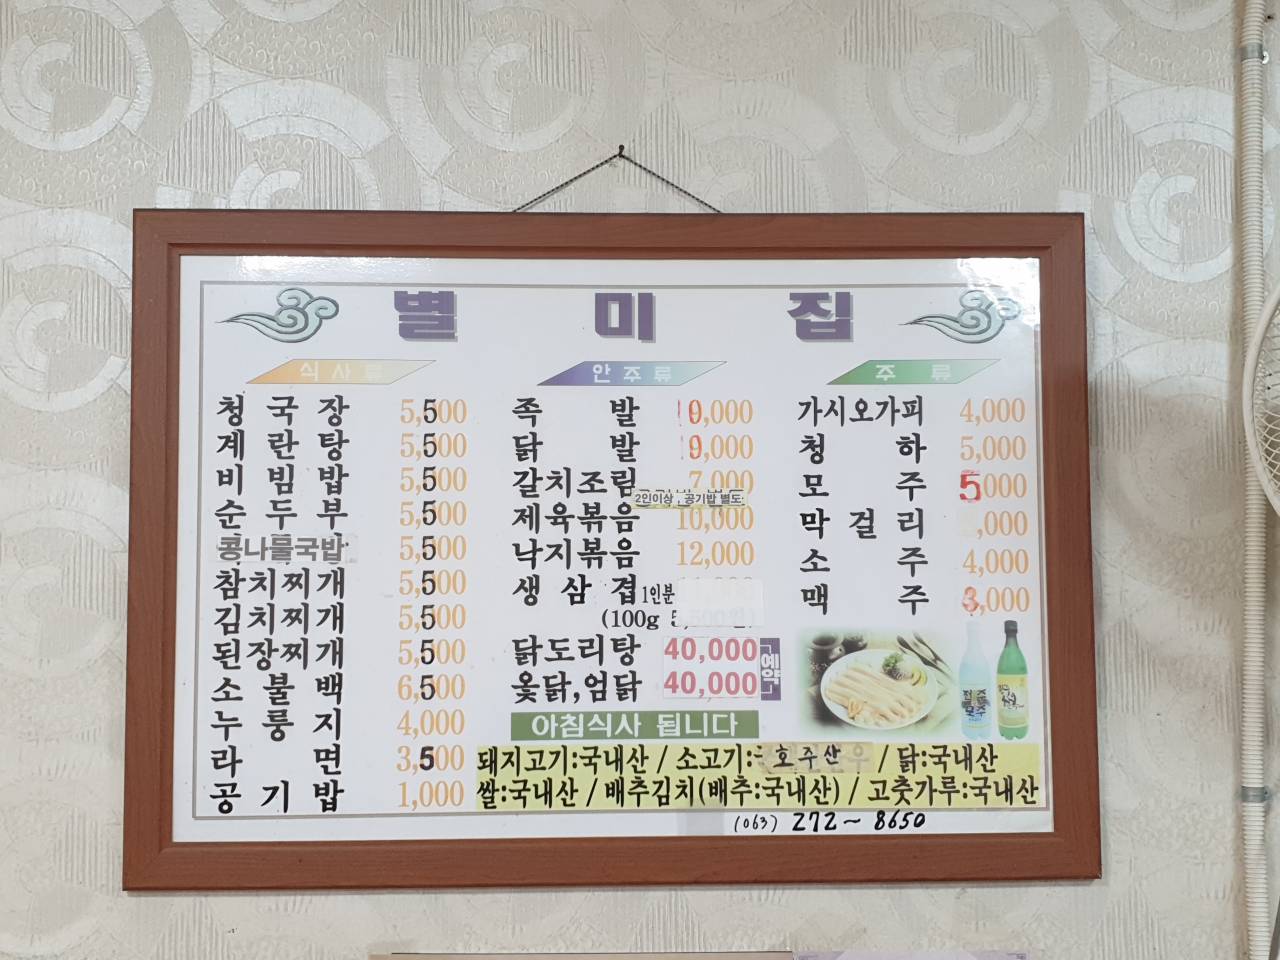 별 미 집
식사류
청국장 5,500
계란탕 5,500
비빔밥 5,500
순두부 5,500
콩나물국밥 5,500
참치찌개 5,500
김치찌개 5,500
된장찌개 5,500
소불백 6,500
누룽지 4,000
라면 3,500
공기밥 1,000
안주류
족발 9,000
닭발 9,000
갈치조림 7,000
2인이상 , 공기밥 별도
제육볶음 10,000
낙지볶음 12,000
생삼겹 1인분
(100g
닭도리탕 40,000
옻닭,엄닭 40,000
예약
아침식사 됩니다
주류
가시오가피 4,000
청하 5,000
모주 5,000
막걸리 ,000
소주 4,000
맥주 3,000
돼지고기:국내산 / 소고기: 호주산 / 닭:국내산
쌀:국내산 / 배추김치(배추:국내산) / 고춧가루:국내산
(063) 272~8650